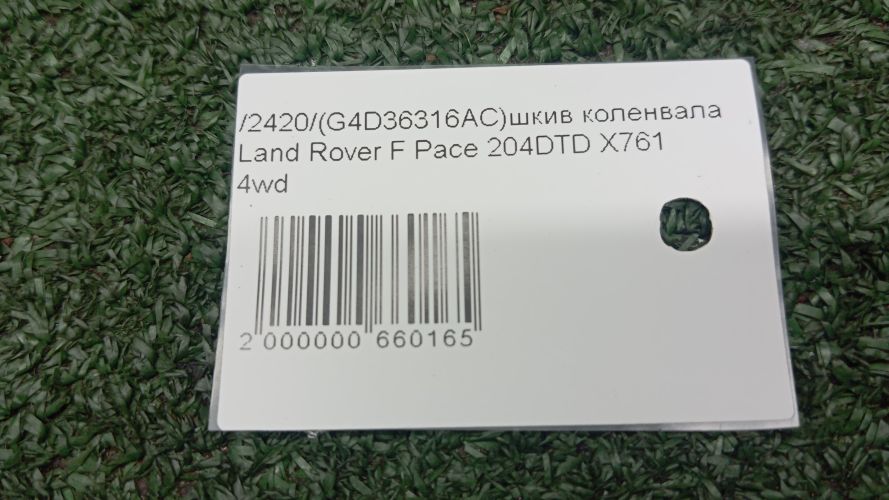 /2420/(G4D36316AC)шкив коленвала
Land Rover F Pace 204DTD X761
4wd
2 000000 660165